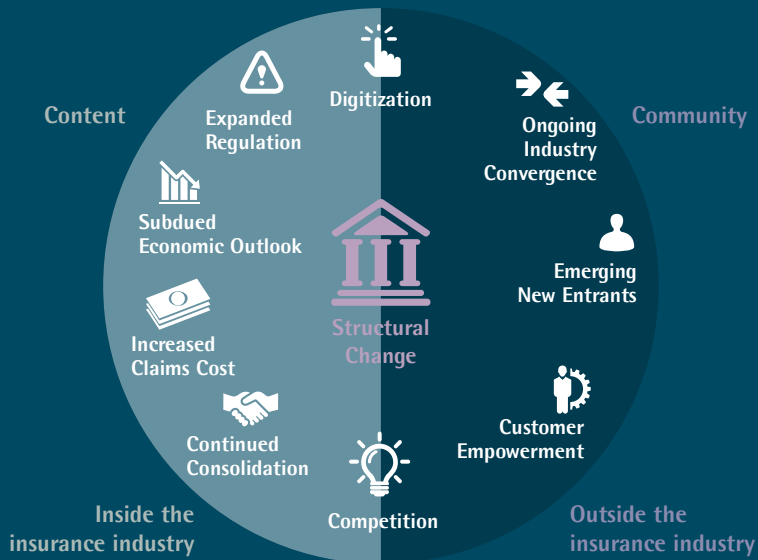 Digitization
Content
Expanded
Regulation
Ongoing
Industry
Convergence
Community
Subdued
Economic Outlook
Structural
Change
Emerging
New Entrants
Increased
Claims Cost
Continued
Consolidation
Customer
Empowerment
Competition
Inside the
insurance industry
Outside the
insurance industry